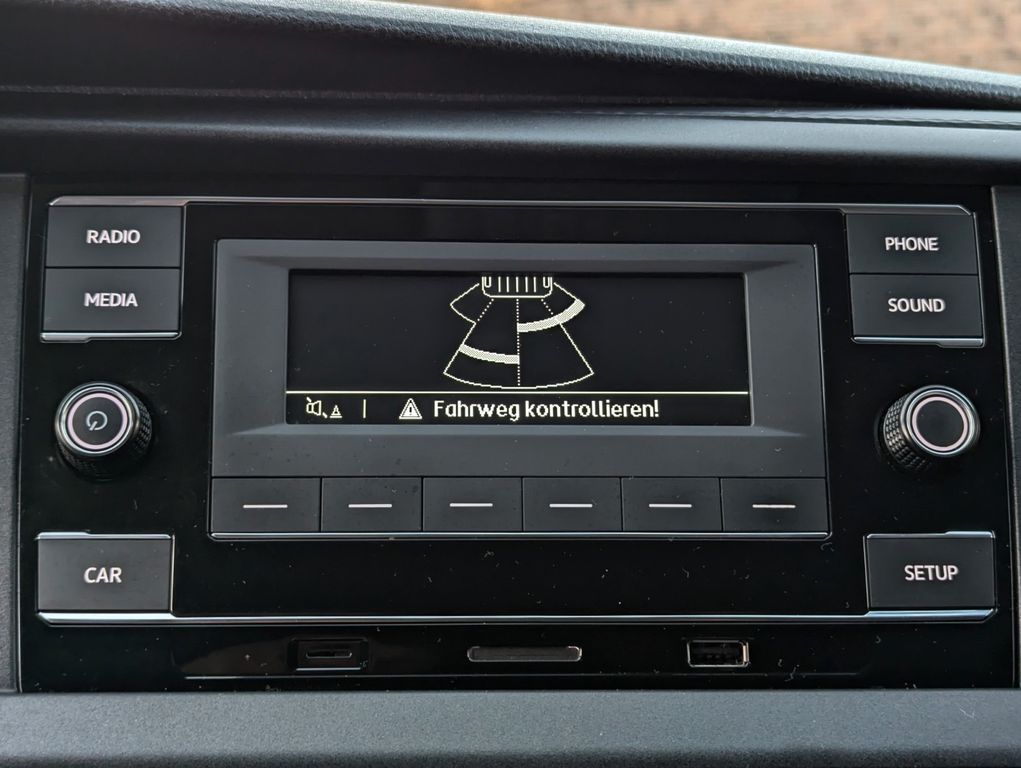 RADIO
MEDIA
PHONE
SOUND
Fahrweg kontrollieren!
CAR
SETUP